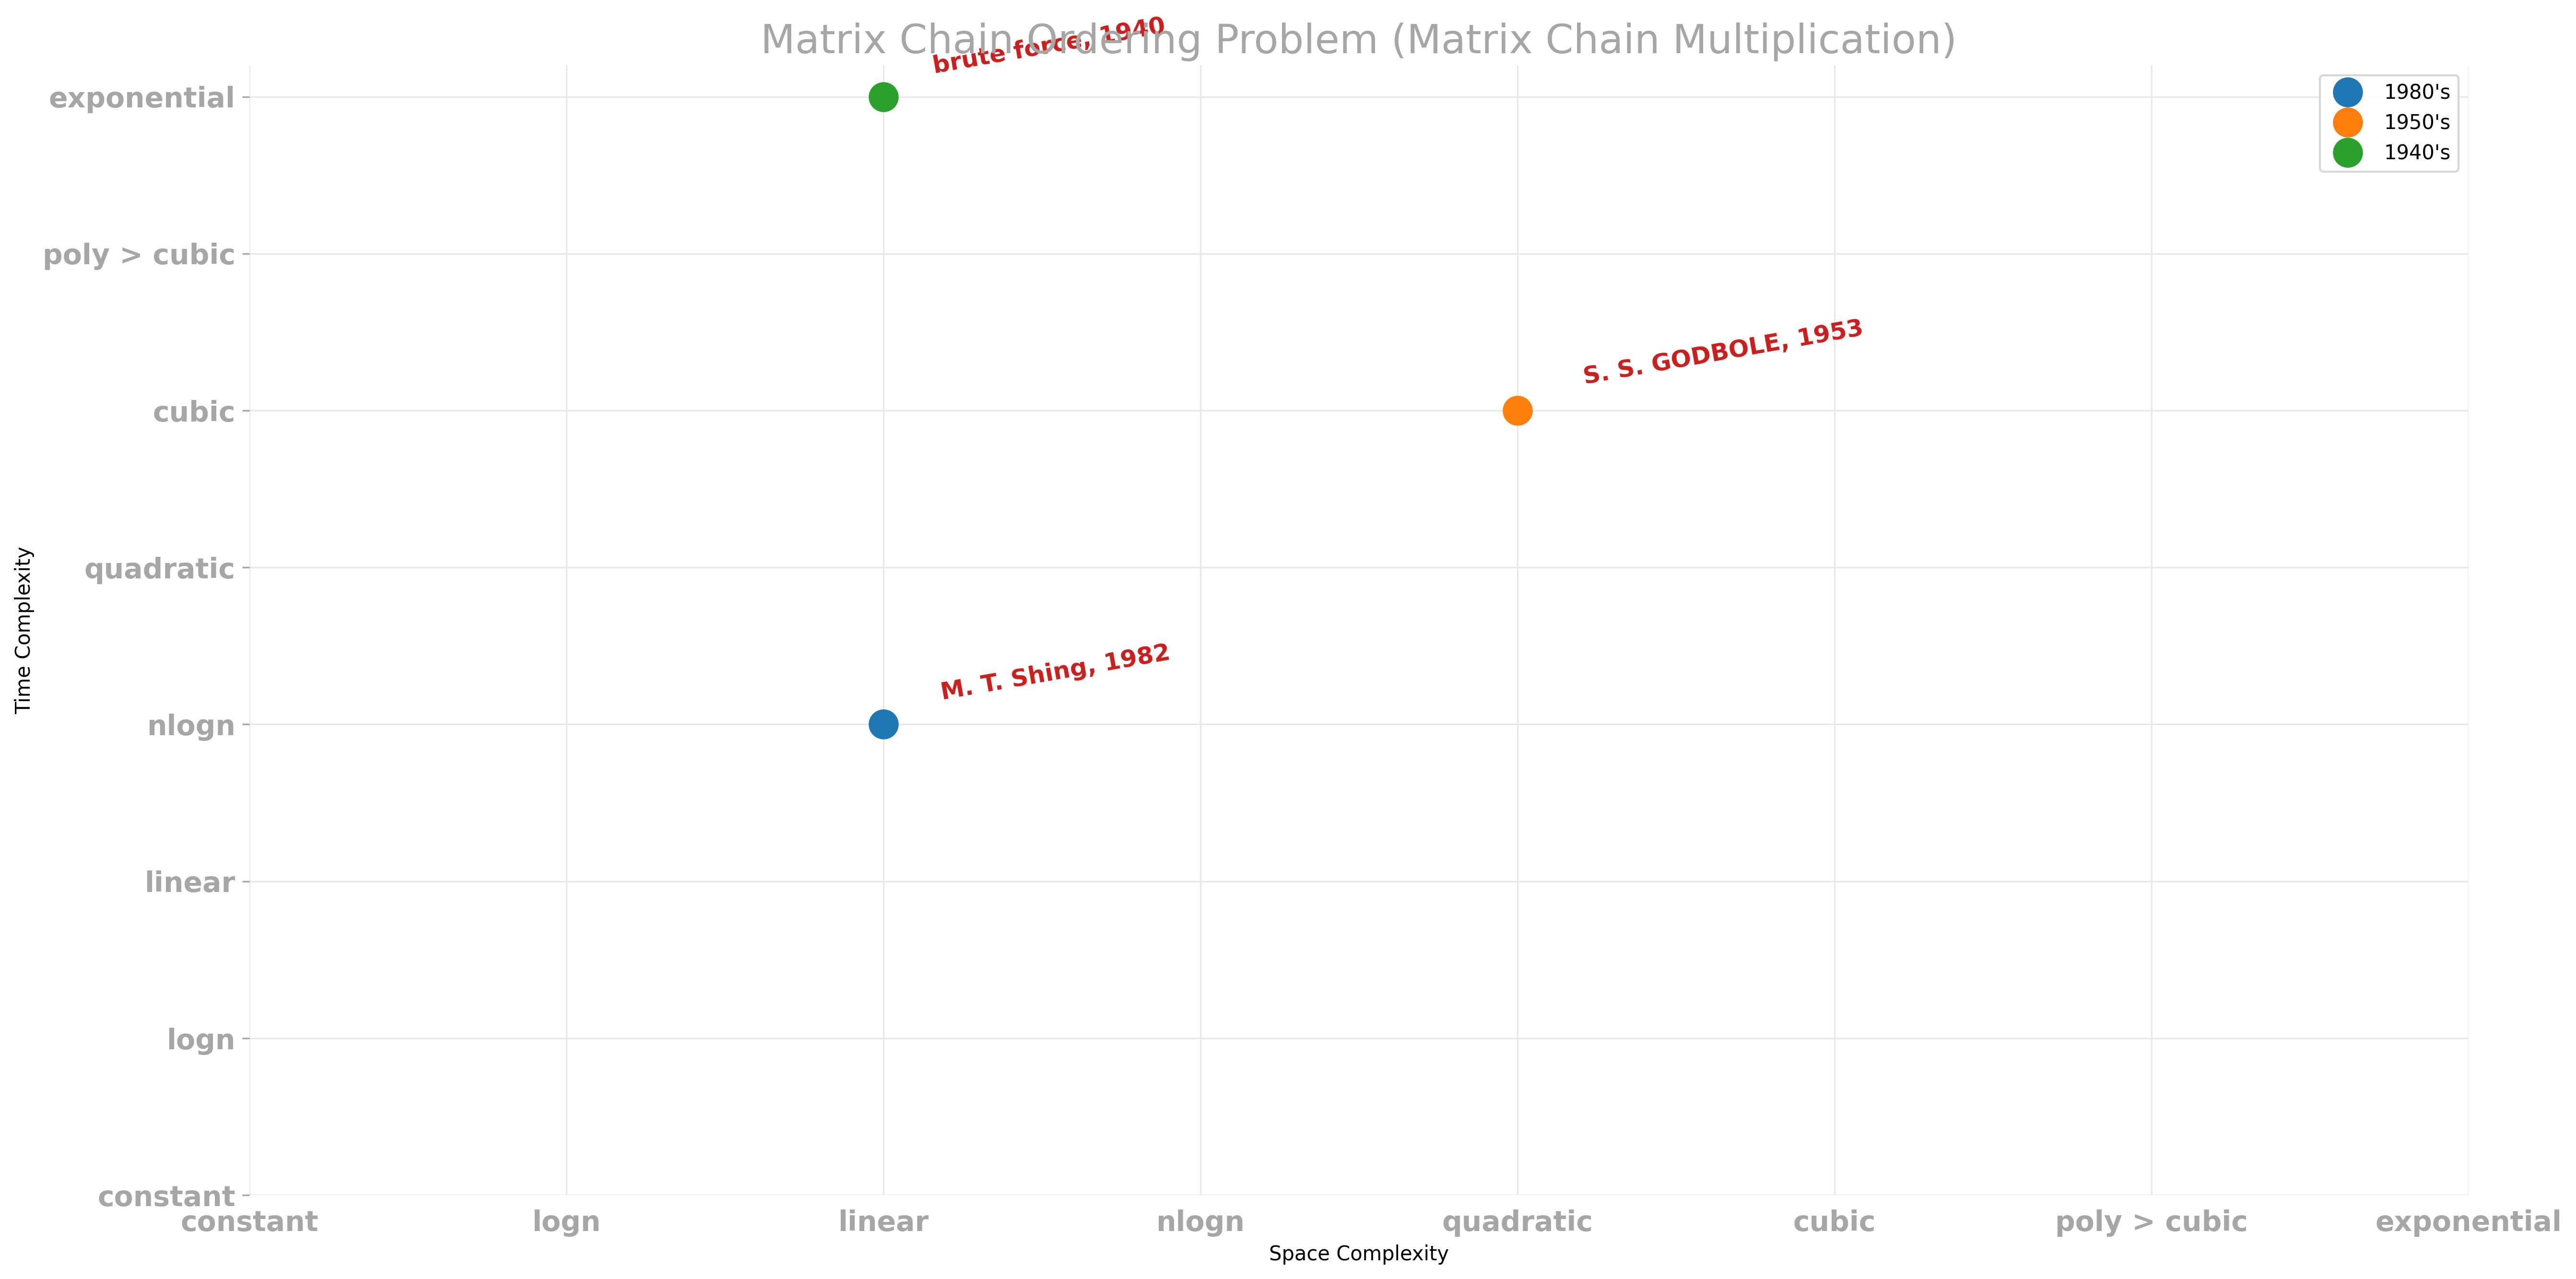 Matrix Chain Ordering Problem (Matrix Chain Multiplication)
brute force, 1940
1980's
1950's
1940's
S. S. GODBOLE, 1953
M. T. Shing, 1982
Time Complexity
exponential
poly > cubic
cubic
quadratic
nlogn
linear
logn
constant
constant logn linear nlogn quadratic cubic poly > cubic exponential
Space Complexity